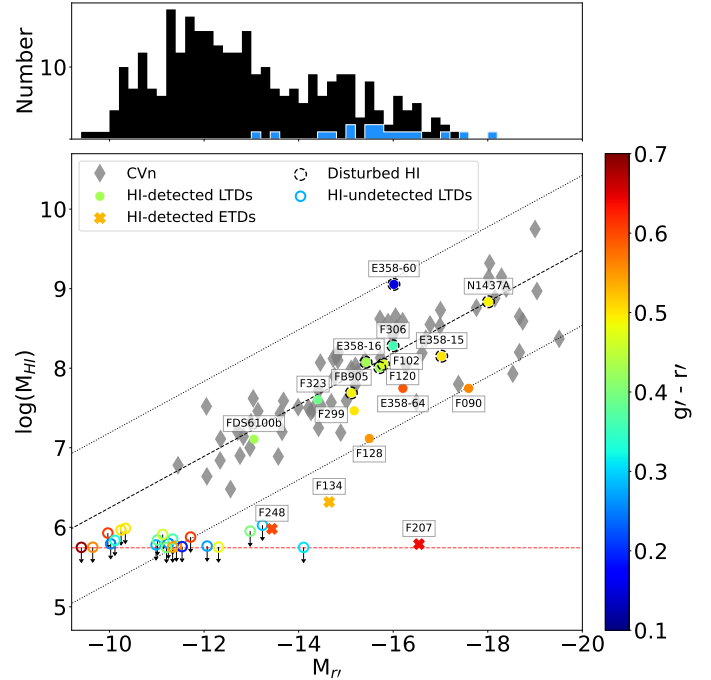 Number
10
CVn
Disturbed HI
HI-detected LTDs
HI-undetected LTDs
HI-detected ETDs
0.7
0.6
0.5
0.4
0.3
0.2
0.1
g′ - r′
log(M_HI)
10
9
8
7
6
5
E358-60
N1437A
F306
E358-16
E358-15
F102
FB905
F120
F323
E358-64
F090
F299
FDS6100b
F128
F134
F248
F207
−10
−12
−14
−16
−18
−20
M_r′